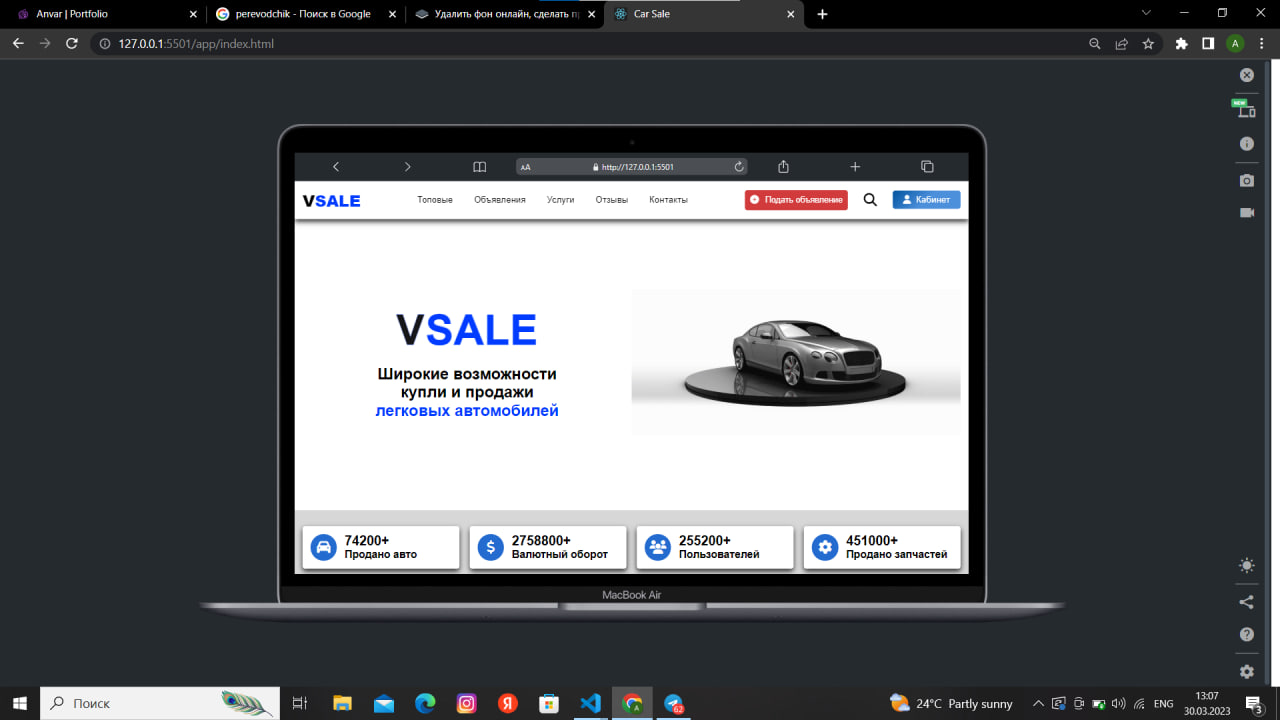 Anvar | Portfolio
perevodchik - Поиск в Google
Удалить фон онлайн, сделать пр
Car Sale
127.0.0.1:5501/app/index.html
A
NEW
AA
http://127.0.0.1:5501
VSALE
Топовые
Объявления
Услуги
Отзывы
Контакты
Подать объявление
Кабинет
VSALE
Широкие возможности
купли и продажи
легковых автомобилей
74200+
Продано авто
2758800+
Валютный оборот
255200+
Пользователей
451000+
Продано запчастей
MacBook Air
Поиск
62
24°C Partly sunny
ENG
13:07
30.03.2023
3